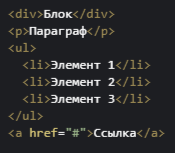 <div>Блок</div>
<p>Параграф</p>
<ul>
  <li>Элемент 1</li>
  <li>Элемент 2</li>
  <li>Элемент 3</li>
</ul>
<a href="#">Ссылка</a>